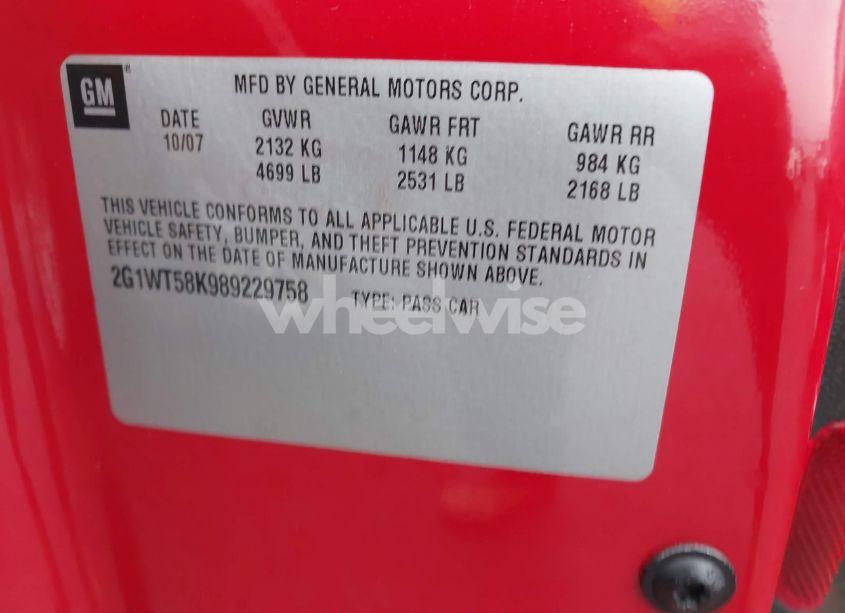 GM
MFD BY GENERAL MOTORS CORP.
DATE GVWR GAWR FRT GAWR RR
10/07 2132 KG 1148 KG 984 KG
4699 LB 2531 LB 2168 LB
THIS VEHICLE CONFORMS TO ALL APPLICABLE U.S. FEDERAL MOTOR
VEHICLE SAFETY, BUMPER, AND THEFT PREVENTION STANDARDS IN
EFFECT ON THE DATE OF MANUFACTURE SHOWN ABOVE.
2G1WT58K989229758 TYPE: PASS CAR
wheelwise